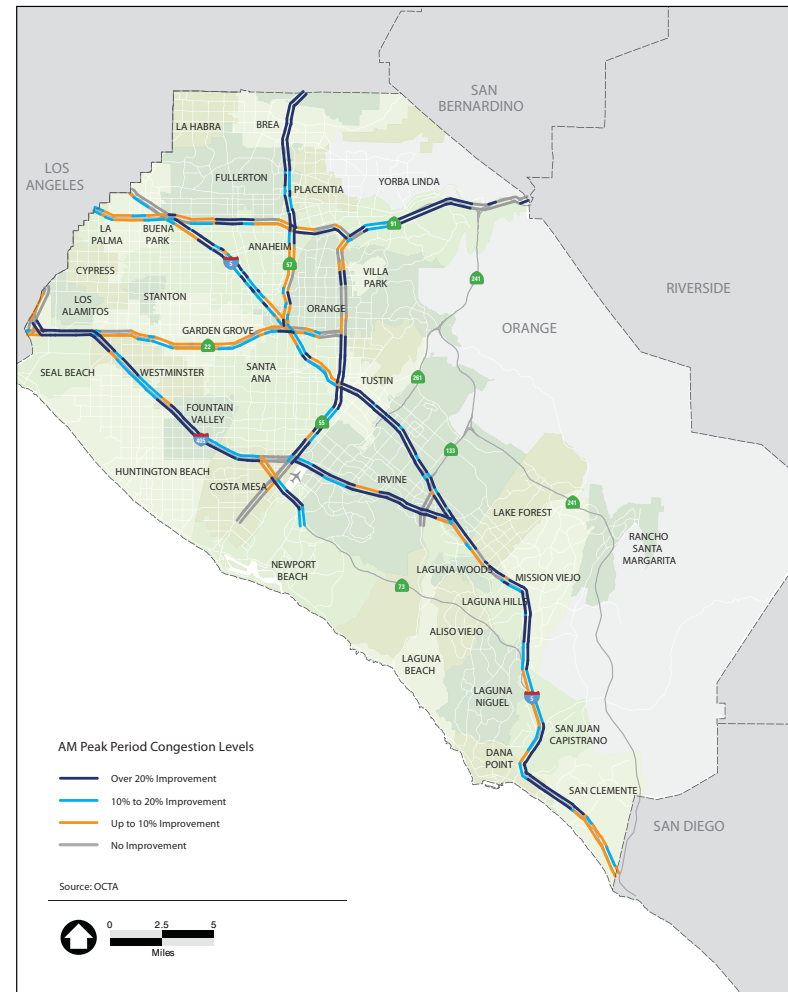 SAN
BERNARDINO
LA HABRA
BREA
LOS
ANGELES
FULLERTON
PLACENTIA
YORBA LINDA
91
LA
PALMA
BUENA
PARK
ANAHEIM
5
57
VILLA
PARK
241
CYPRESS
RIVERSIDE
LOS
ALAMITOS
STANTON
ORANGE
ORANGE
GARDEN GROVE
22
SEAL BEACH
WESTMINSTER
SANTA
ANA
TUSTIN
261
FOUNTAIN
VALLEY
55
405
133
HUNTINGTON BEACH
COSTA MESA
IRVINE
LAKE FOREST
241
RANCHO
SANTA
MARGARITA
NEWPORT
BEACH
LAGUNA WOODS
MISSION VIEJO
73
LAGUNA HILLS
ALISO VIEJO
LAGUNA
BEACH
LAGUNA
NIGUEL
5
SAN JUAN
CAPISTRANO
DANA
POINT
SAN CLEMENTE
SAN DIEGO
AM Peak Period Congestion Levels
Over 20% Improvement
10% to 20% Improvement
Up to 10% Improvement
No Improvement
Source: OCTA
0 2.5 5
Miles